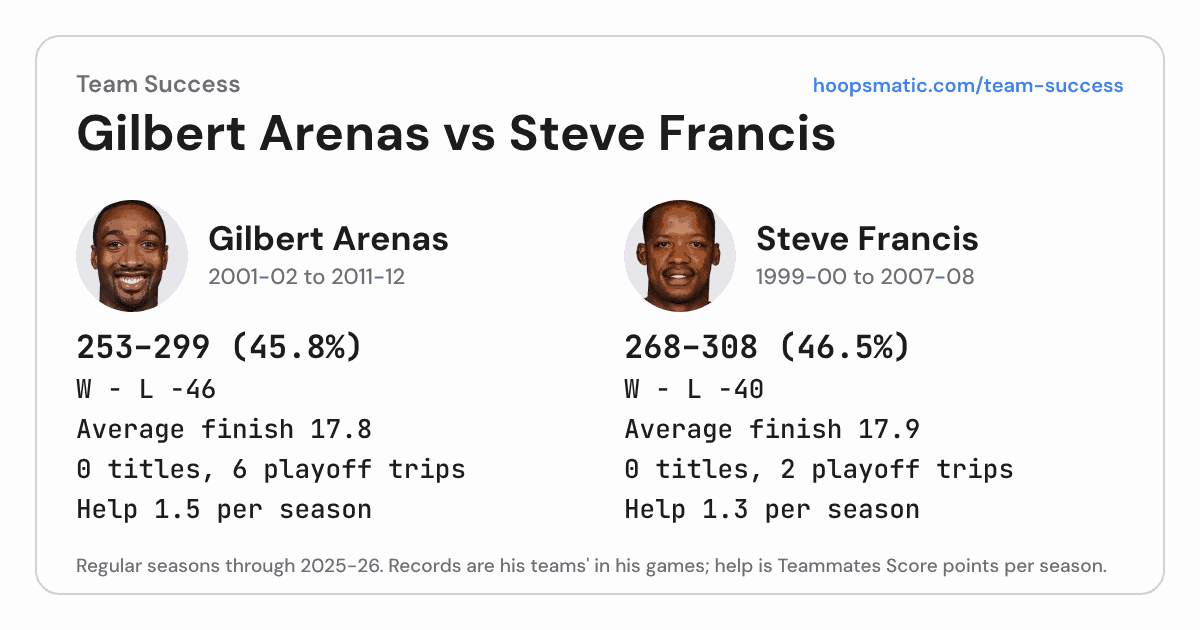 Team Success
hoopsmatic.com/team-success
Gilbert Arenas vs Steve Francis
Gilbert Arenas
2001-02 to 2011-12
253-299 (45.8%)
W - L -46
Average finish 17.8
0 titles, 6 playoff trips
Help 1.5 per season
Steve Francis
1999-00 to 2007-08
268-308 (46.5%)
W - L -40
Average finish 17.9
0 titles, 2 playoff trips
Help 1.3 per season
Regular seasons through 2025-26. Records are his teams' in his games; help is Teammates Score points per season.